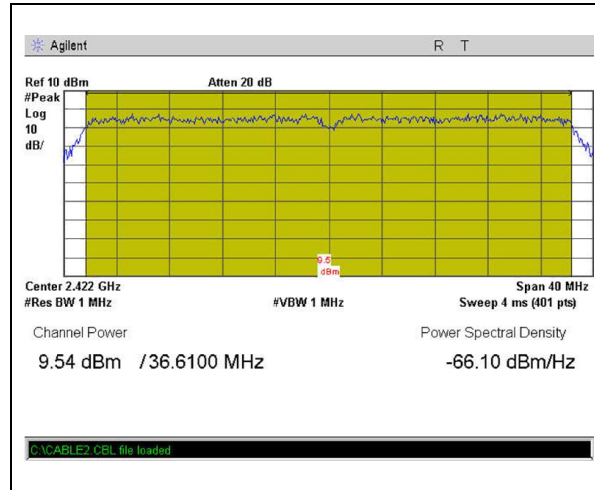 Agilent R T
Ref 10 dBm Atten 20 dB
#Peak
Log
10
dB/
9.5
dBm
Center 2.422 GHz Span 40 MHz
#Res BW 1 MHz #VBW 1 MHz Sweep 4 ms (401 pts)
Channel Power Power Spectral Density
9.54 dBm /36.6100 MHz -66.10 dBm/Hz
C:\CABLE2.CBL file loaded